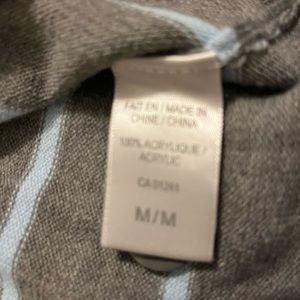 FAIT EN / MADE IN
CHINE / CHINA
100% ACRYLIQUE /
ACRYLIC
CA 01261
M/M